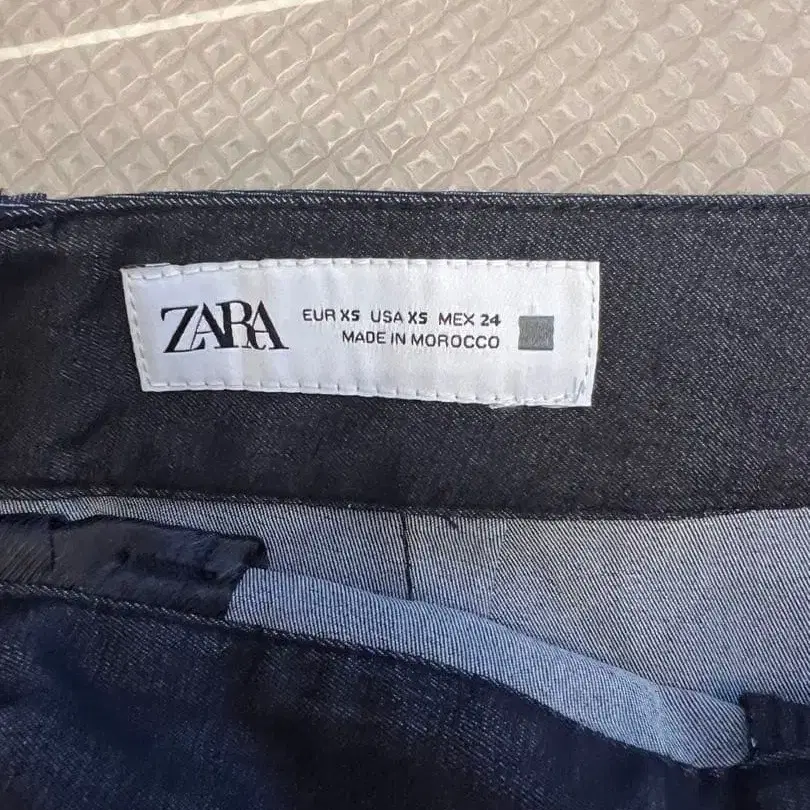 ZARA
EUR XS USA XS MEX 24
MADE IN MOROCCO